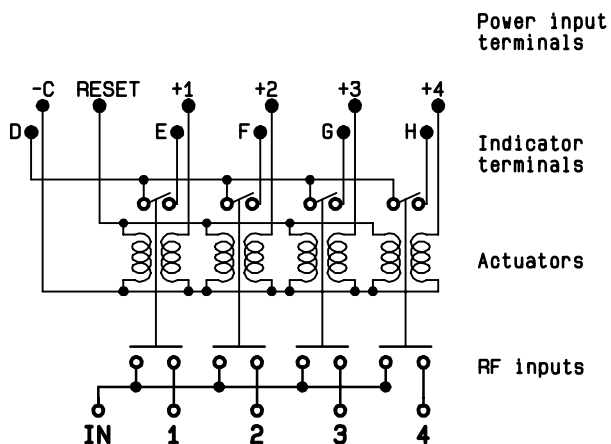 Power input
terminals
-C RESET +1 +2 +3 +4
D E F G H
Indicator
terminals
Actuators
RF inputs
IN 1 2 3 4